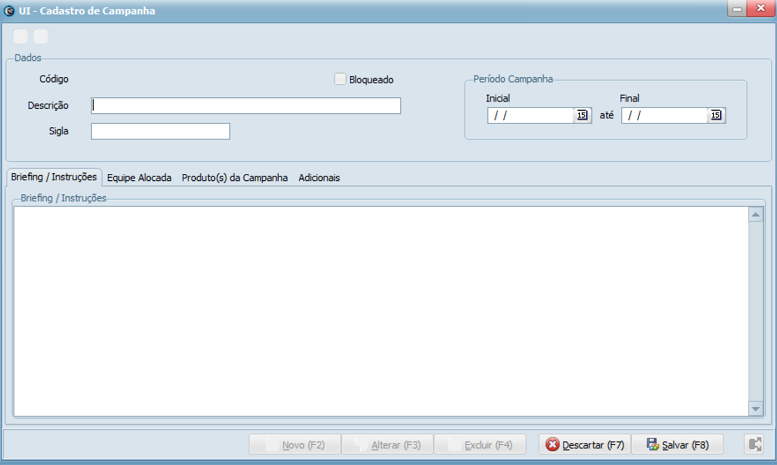 UI - Cadastro de Campanha
Dados
Código
Bloqueado
Descrição
Sigla
Período Campanha
Inicial
Final
/ /
15
até
/ /
15
Briefing / Instruções
Equipe Alocada
Produto(s) da Campanha
Adicionais
Briefing / Instruções
Novo (F2)
Alterar (F3)
Excluir (F4)
Descartar (F7)
Salvar (F8)